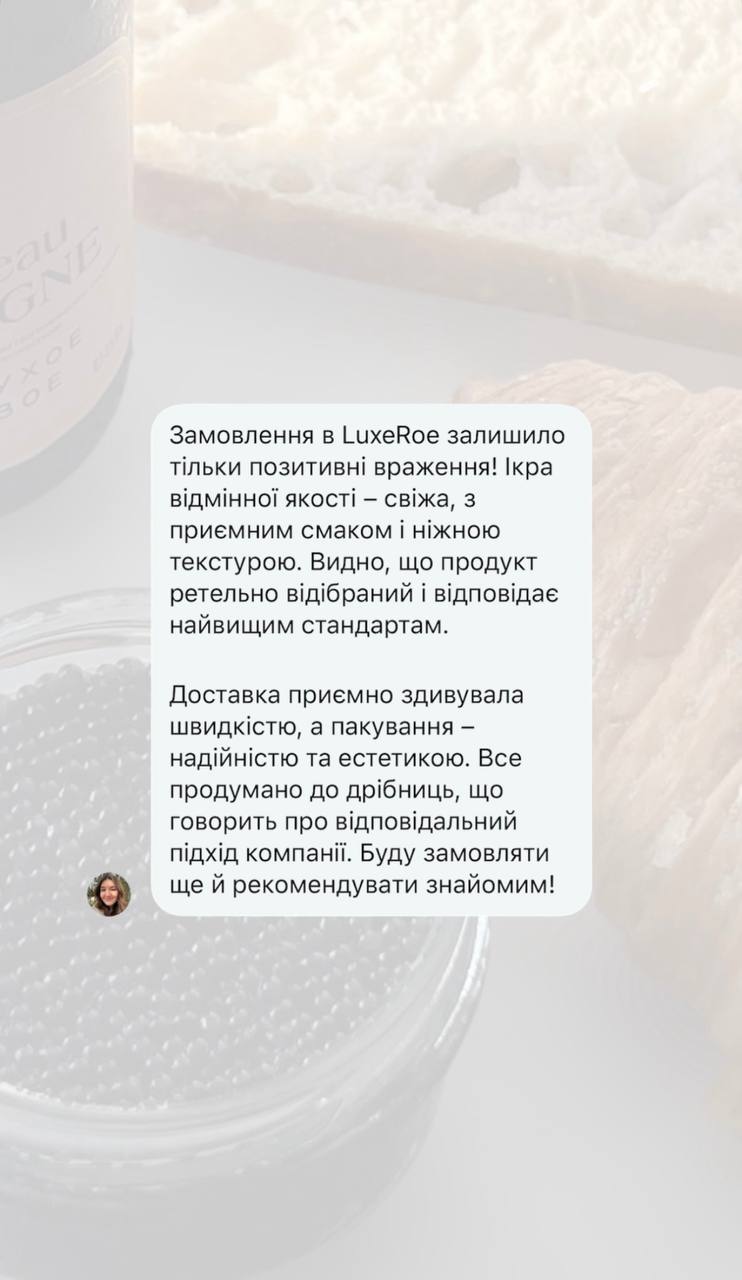 eau
GNE
УХОЕ
ВОЕ
Замовлення в LuxeRoe залишило
тільки позитивні враження! Ікра
відмінної якості – свіжа, з
приємним смаком і ніжною
текстурою. Видно, що продукт
ретельно відібраний і відповідає
найвищим стандартам.
Доставка приємно здивувала
швидкістю, а пакування –
надійністю та естетикою. Все
продумано до дрібниць, що
говорить про відповідальний
підхід компанії. Буду замовляти
ще й рекомендувати знайомим!